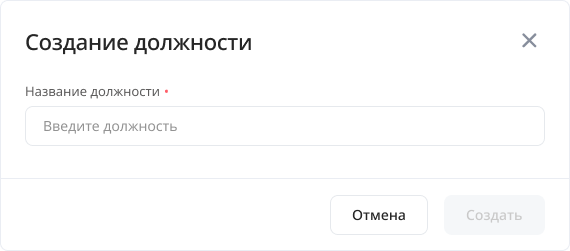 Создание должности
Название должности •
Введите должность
Отмена
Создать